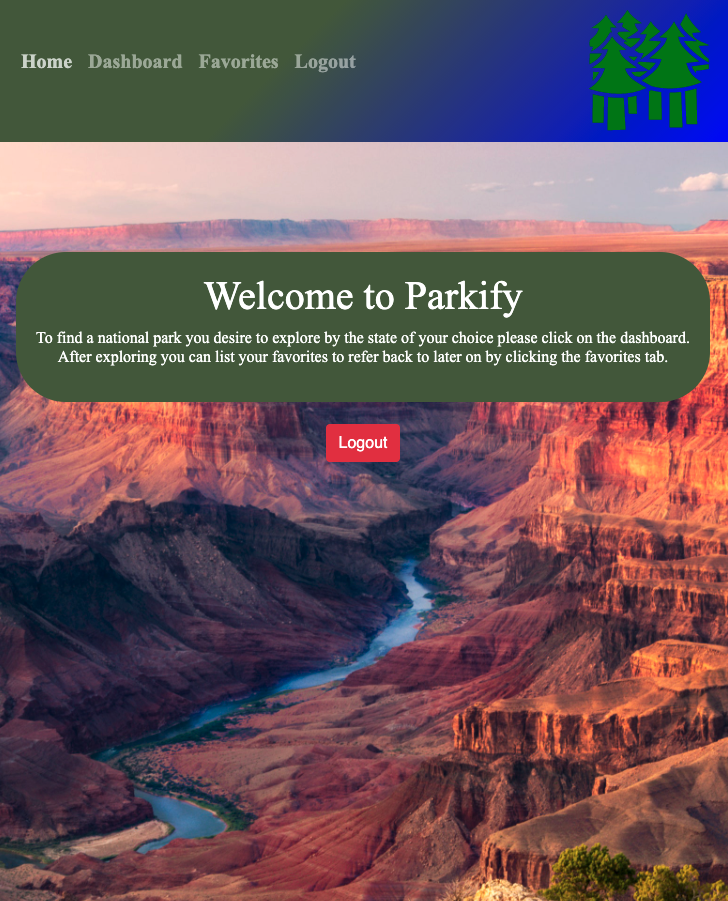 Home Dashboard Favorites Logout
Welcome to Parkify
To find a national park you desire to explore by the state of your choice please click on the dashboard.
After exploring you can list your favorites to refer back to later on by clicking the favorites tab.
Logout